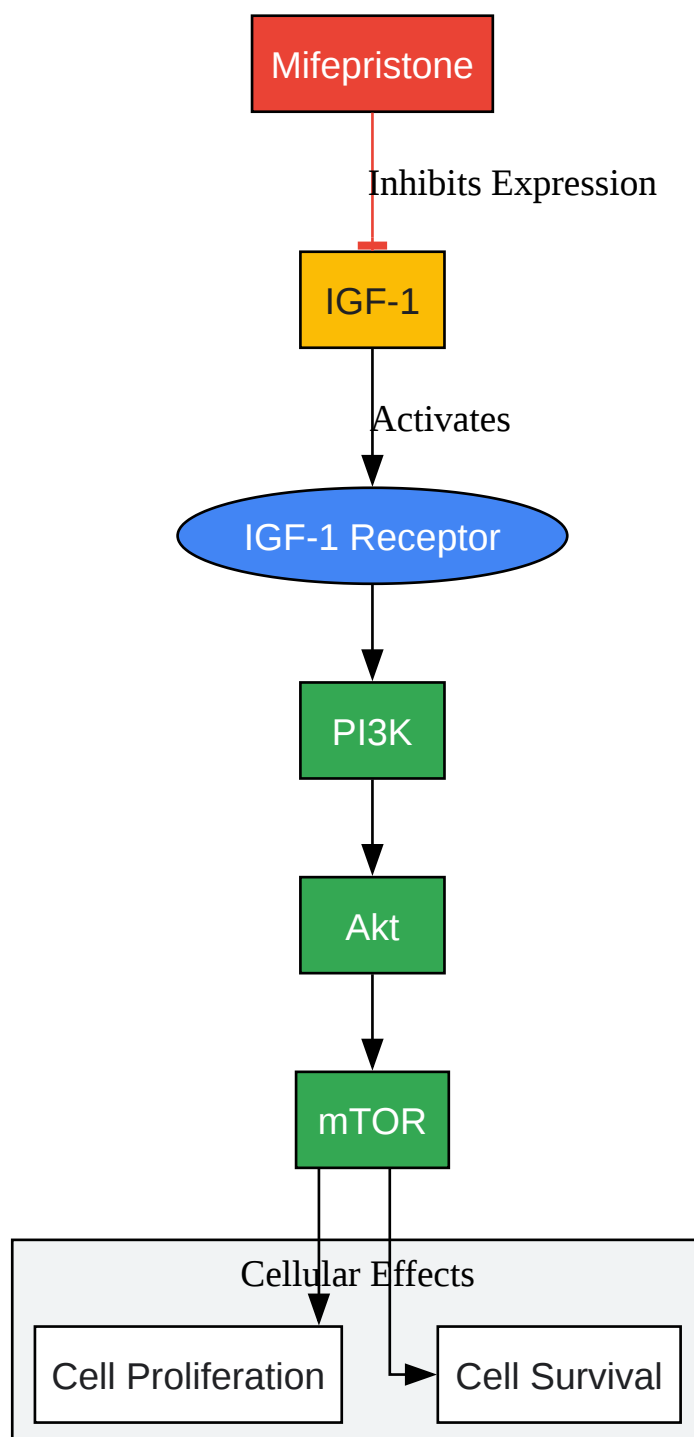 Mifepristone
Inhibits Expression
IGF-1
Activates
IGF-1 Receptor
PI3K
Akt
mTOR
Cellular Effects
Cell Proliferation
Cell Survival